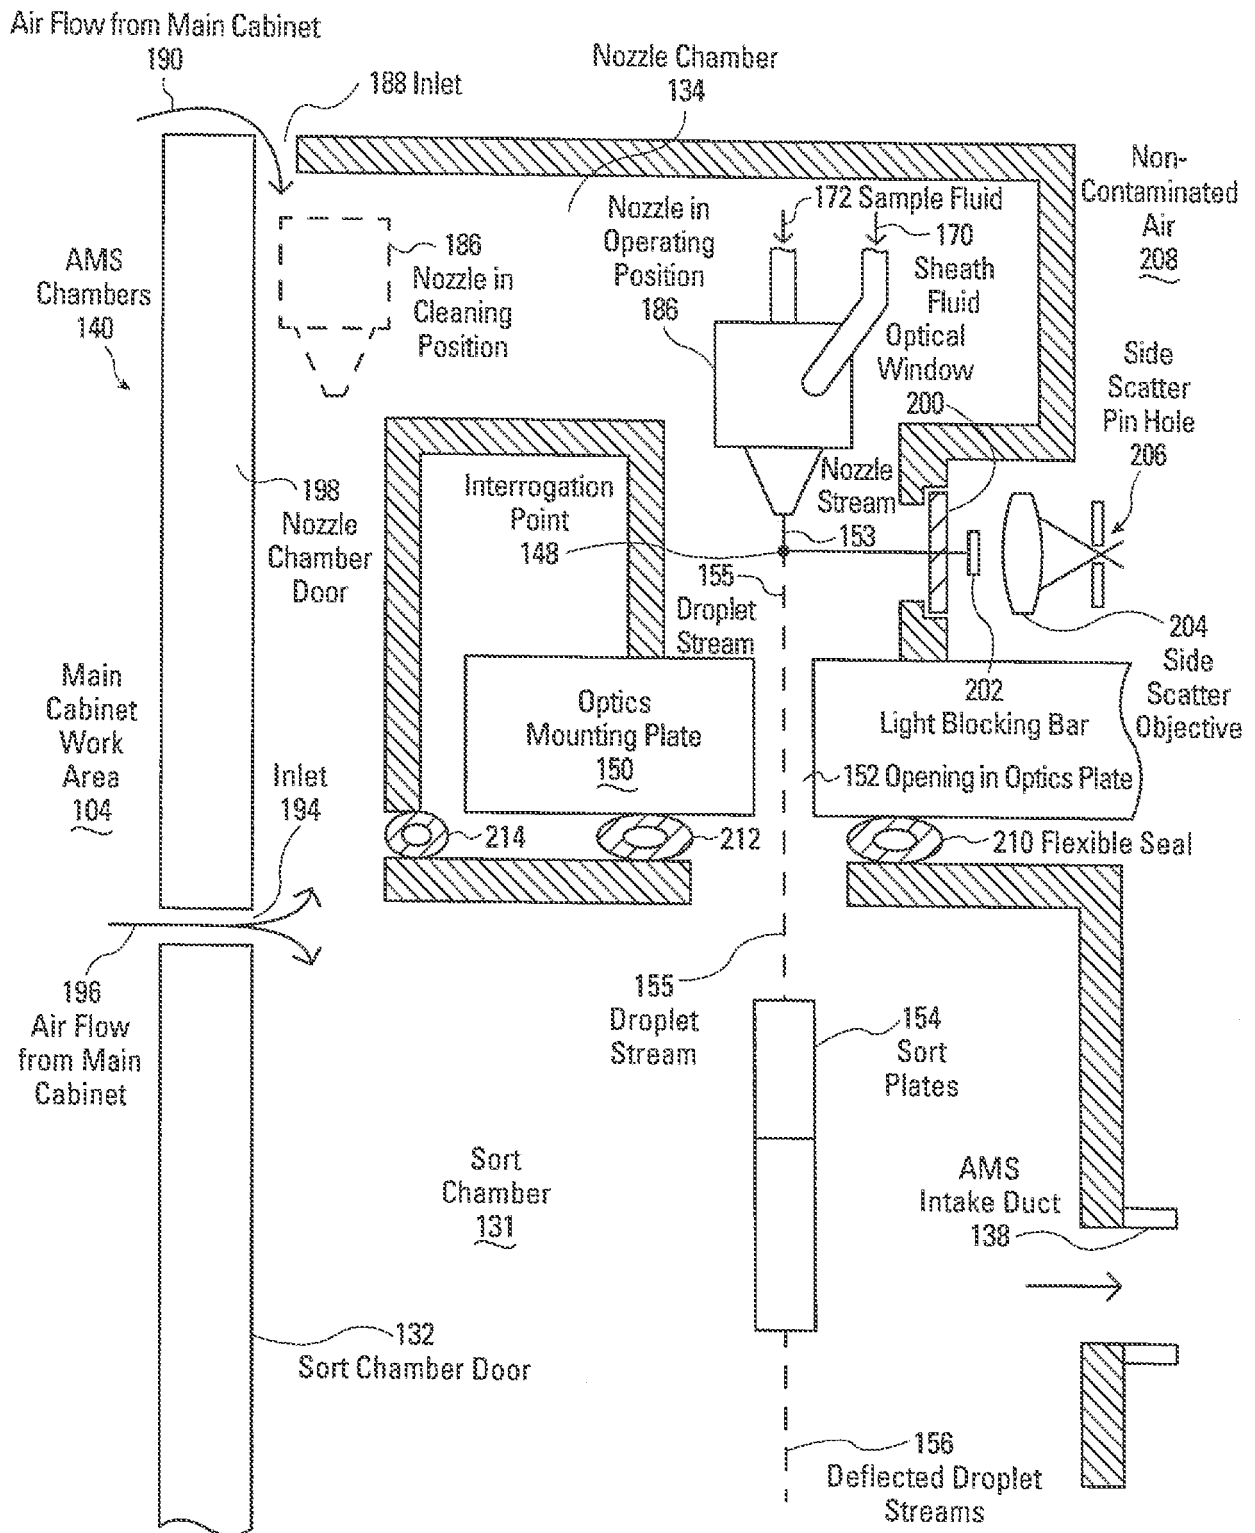 Air Flow from Main Cabinet
190
188 Inlet
Nozzle Chamber
134
Non-
Contaminated
Air
208
172 Sample Fluid
170
Sheath
Fluid
Nozzle in
Operating
Position
186
186
Nozzle in
Cleaning
Position
AMS
Chambers
140
Optical
Window
200
Side
Scatter
Pin Hole
206
198
Nozzle
Chamber
Door
Interrogation
Point
148
Nozzle
Stream
153
155
Droplet
Stream
204
Side
Scatter
Objective
202
Light Blocking Bar
Main
Cabinet
Work
Area
104
Optics
Mounting Plate
150
152 Opening in Optics Plate
Inlet
194
214
212
210 Flexible Seal
196
Air Flow
from Main
Cabinet
155
Droplet
Stream
154
Sort
Plates
Sort
Chamber
131
AMS
Intake Duct
138
132
Sort Chamber Door
156
Deflected Droplet
Streams